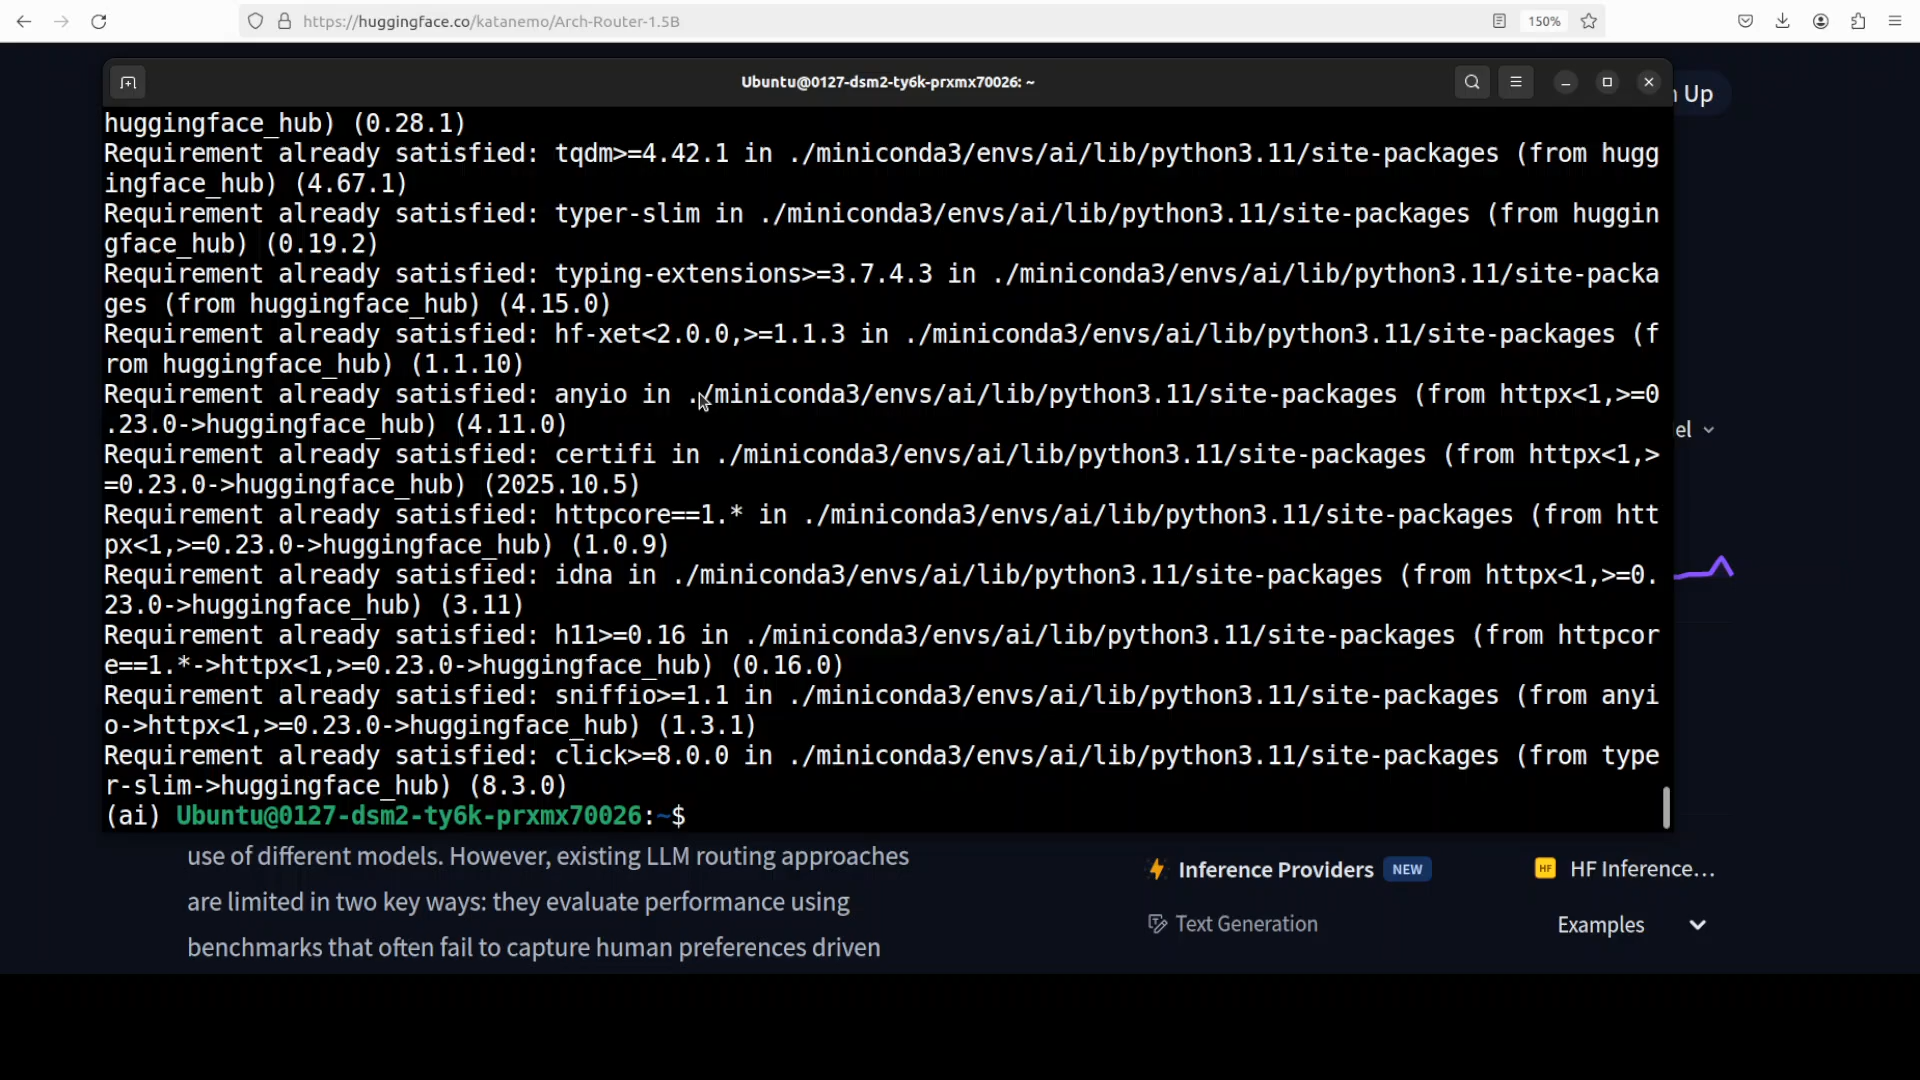 https://huggingface.co/katanemo/Arch-Router-1.5B
150%
Ubuntu@0127-dsm2-ty6k-prxmx70026: ~
Up
huggingface_hub) (0.28.1)
Requirement already satisfied: tqdm>=4.42.1 in ./miniconda3/envs/ai/lib/python3.11/site-packages (from hugg
ingface_hub) (4.67.1)
Requirement already satisfied: typer-slim in ./miniconda3/envs/ai/lib/python3.11/site-packages (from huggin
gface_hub) (0.19.2)
Requirement already satisfied: typing-extensions>=3.7.4.3 in ./miniconda3/envs/ai/lib/python3.11/site-packa
ges (from huggingface_hub) (4.15.0)
Requirement already satisfied: hf-xet<2.0.0,>=1.1.3 in ./miniconda3/envs/ai/lib/python3.11/site-packages (f
rom huggingface_hub) (1.1.10)
Requirement already satisfied: anyio in ./miniconda3/envs/ai/lib/python3.11/site-packages (from httpx<1,>=0
.23.0->huggingface_hub) (4.11.0)
el
Requirement already satisfied: certifi in ./miniconda3/envs/ai/lib/python3.11/site-packages (from httpx<1,>
=0.23.0->huggingface_hub) (2025.10.5)
Requirement already satisfied: httpcore==1.* in ./miniconda3/envs/ai/lib/python3.11/site-packages (from htt
px<1,>=0.23.0->huggingface_hub) (1.0.9)
Requirement already satisfied: idna in ./miniconda3/envs/ai/lib/python3.11/site-packages (from httpx<1,>=0.
23.0->huggingface_hub) (3.11)
Requirement already satisfied: h11>=0.16 in ./miniconda3/envs/ai/lib/python3.11/site-packages (from httpcor
e==1.*->httpx<1,>=0.23.0->huggingface_hub) (0.16.0)
Requirement already satisfied: sniffio>=1.1 in ./miniconda3/envs/ai/lib/python3.11/site-packages (from anyi
o->httpx<1,>=0.23.0->huggingface_hub) (1.3.1)
Requirement already satisfied: click>=8.0.0 in ./miniconda3/envs/ai/lib/python3.11/site-packages (from type
r-slim->huggingface_hub) (8.3.0)
(ai) Ubuntu@0127-dsm2-ty6k-prxmx70026:~$
use of different models. However, existing LLM routing approaches
are limited in two key ways: they evaluate performance using
benchmarks that often fail to capture human preferences driven
Inference Providers NEW
HF HF Inference…
Text Generation
Examples